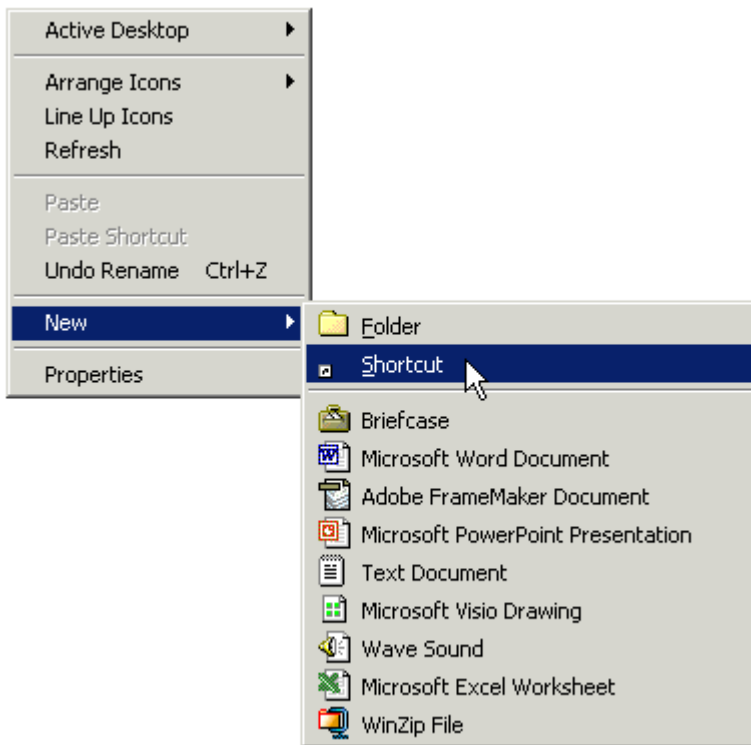 Active Desktop
Arrange Icons
Line Up Icons
Refresh
Paste
Paste Shortcut
Undo Rename Ctrl+Z
New
Properties
Folder
Shortcut
Briefcase
Microsoft Word Document
Adobe FrameMaker Document
Microsoft PowerPoint Presentation
Text Document
Microsoft Visio Drawing
Wave Sound
Microsoft Excel Worksheet
WinZip File